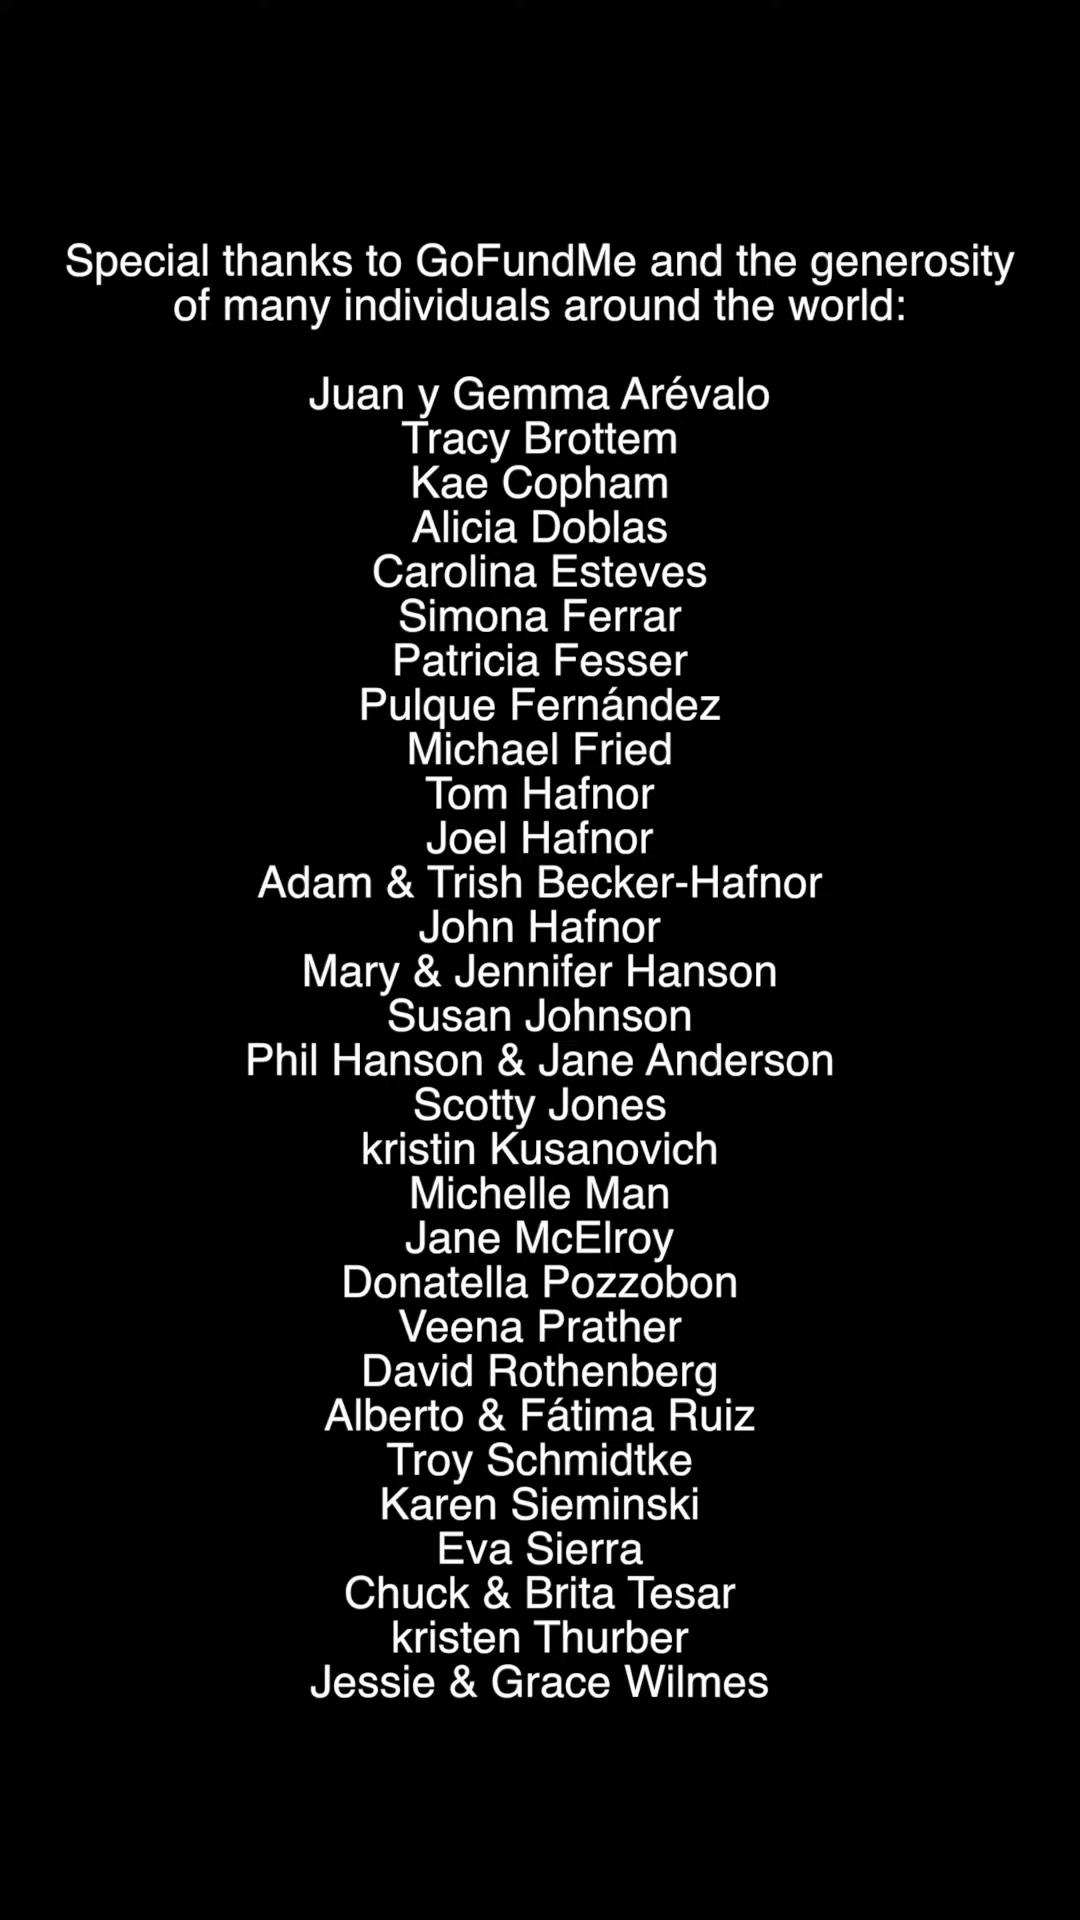 Special thanks to GoFundMe and the generosity
of many individuals around the world:
Juan y Gemma Arévalo
Tracy Brottem
Kae Copham
Alicia Doblas
Carolina Esteves
Simona Ferrar
Patricia Fesser
Pulque Fernández
Michael Fried
Tom Hafnor
Joel Hafnor
Adam & Trish Becker-Hafnor
John Hafnor
Mary & Jennifer Hanson
Susan Johnson
Phil Hanson & Jane Anderson
Scotty Jones
kristin Kusanovich
Michelle Man
Jane McElroy
Donatella Pozzobon
Veena Prather
David Rothenberg
Alberto & Fátima Ruiz
Troy Schmidtke
Karen Sieminski
Eva Sierra
Chuck & Brita Tesar
kristen Thurber
Jessie & Grace Wilmes